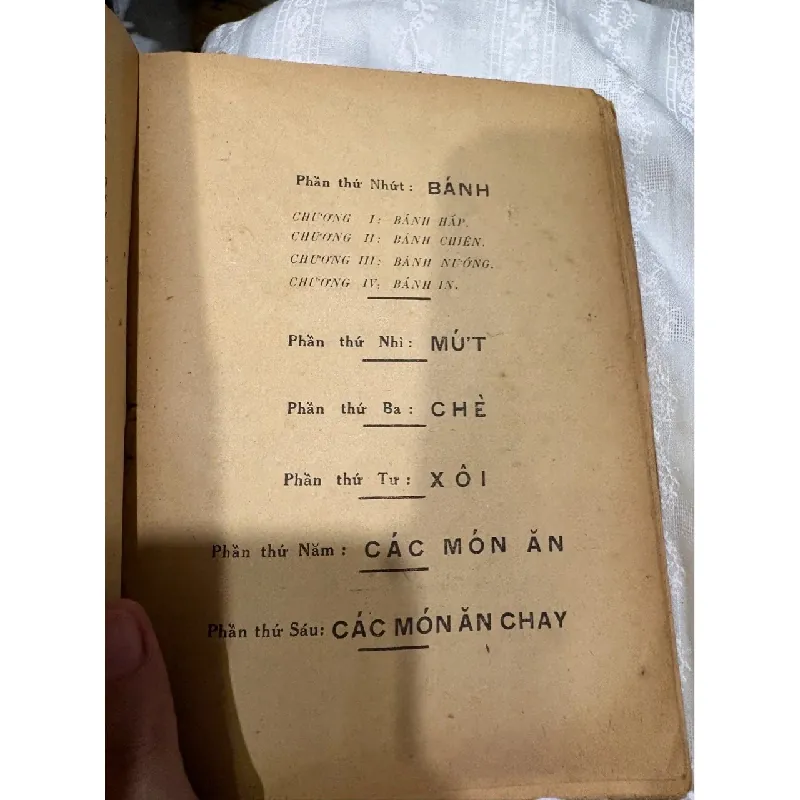 Phần thứ Nhứt: BÁNH
CHƯƠNG I: BÁNH HẤP.
CHƯƠNG II: BÁNH CHIÊN.
CHƯƠNG III: BÁNH NƯỚNG.
CHƯƠNG IV: BÁNH IN.
Phần thứ Nhì: MỨT
Phần thứ Ba: CHÈ
Phần thứ Tư: XÔI
Phần thứ Năm: CÁC MÓN ĂN
Phần thứ Sáu: CÁC MÓN ĂN CHAY